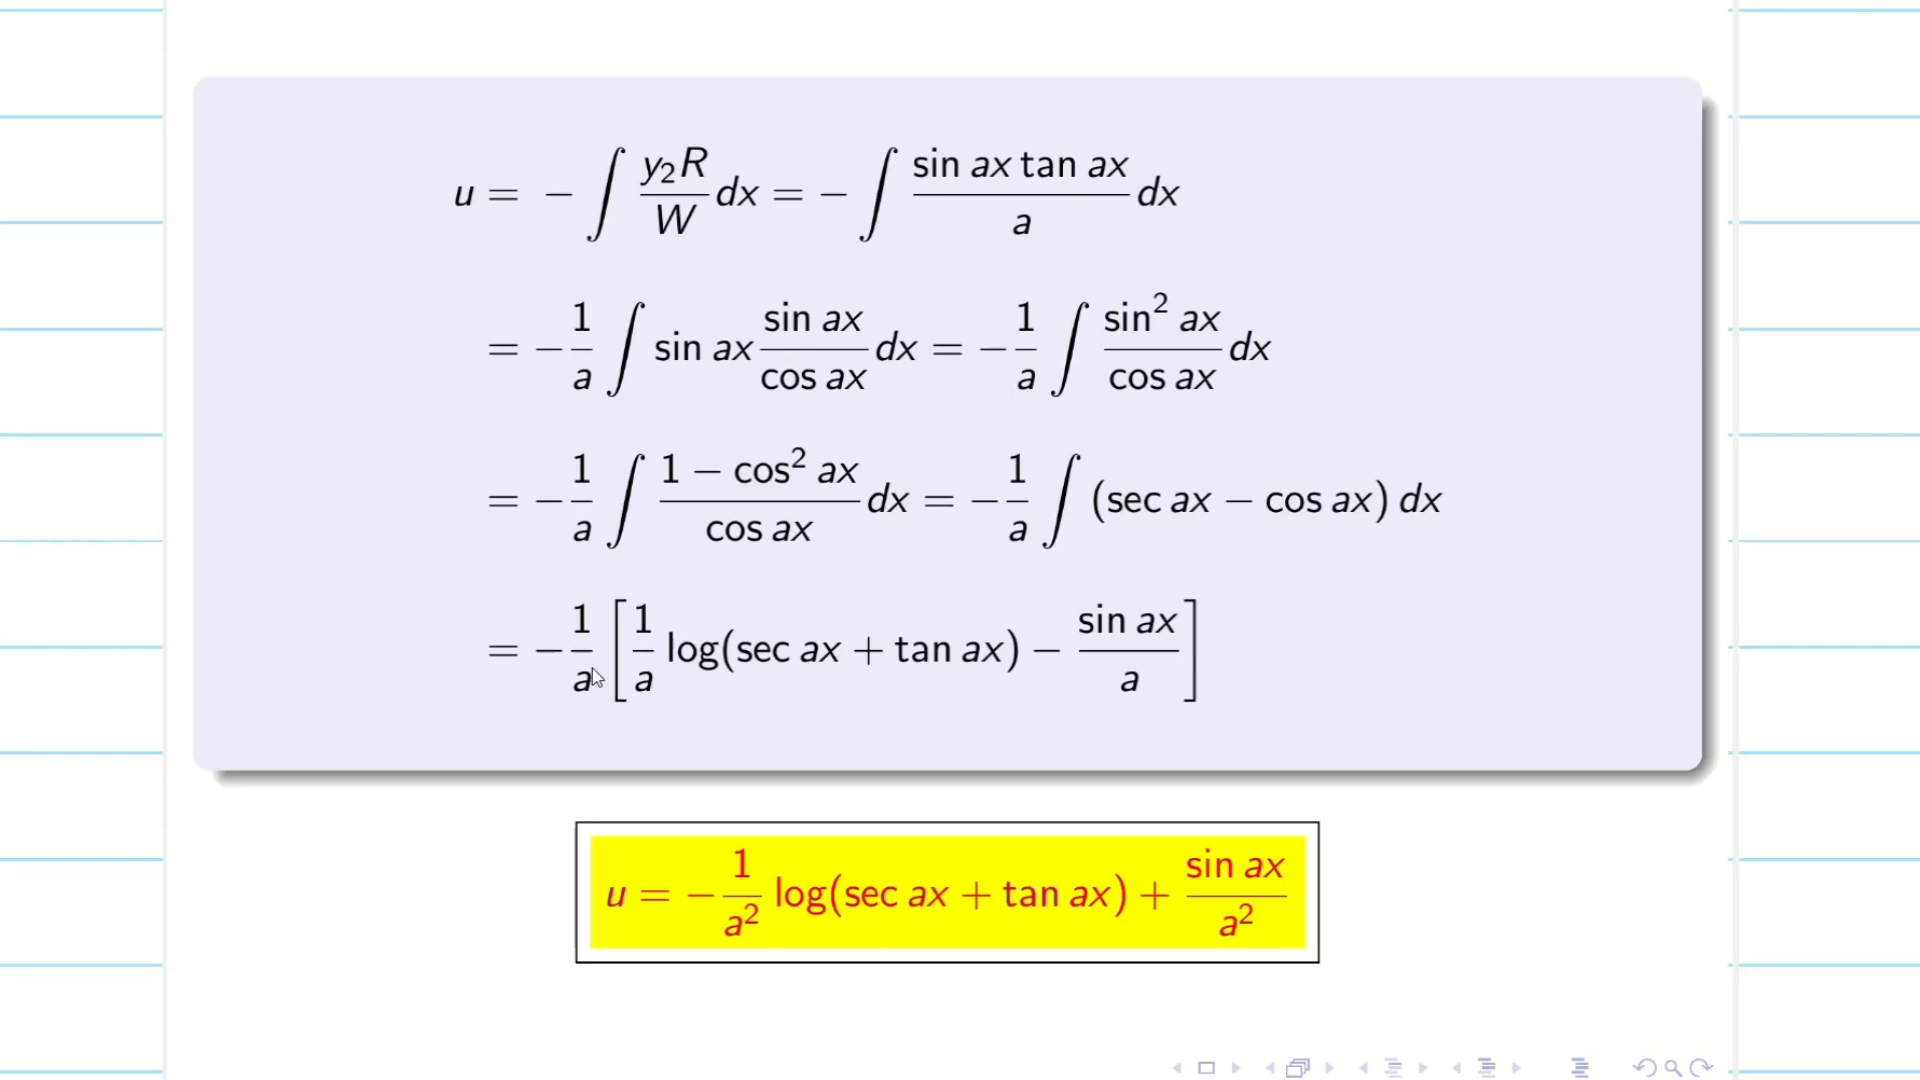 u = − ∫ y₂R/W dx = − ∫ sin ax tan ax / a dx
= −1/a ∫ sin ax sin ax / cos ax dx = −1/a ∫ sin² ax / cos ax dx
= −1/a ∫ (1 − cos² ax) / cos ax dx = −1/a ∫ (sec ax − cos ax) dx
= −1/a [1/a log(sec ax + tan ax) − sin ax / a]
u = −1/a² log(sec ax + tan ax) + sin ax / a²